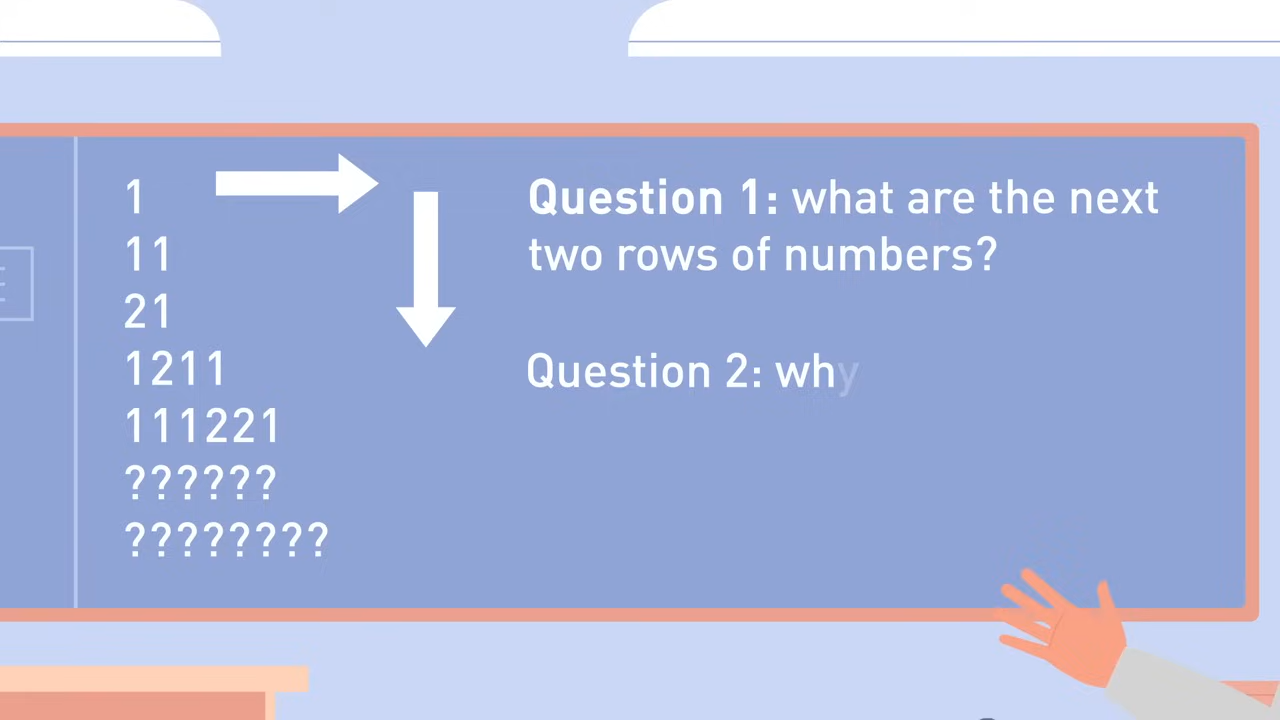 1
11
21
1211
111221
??????
????????
Question 1: what are the next
two rows of numbers?
Question 2: why